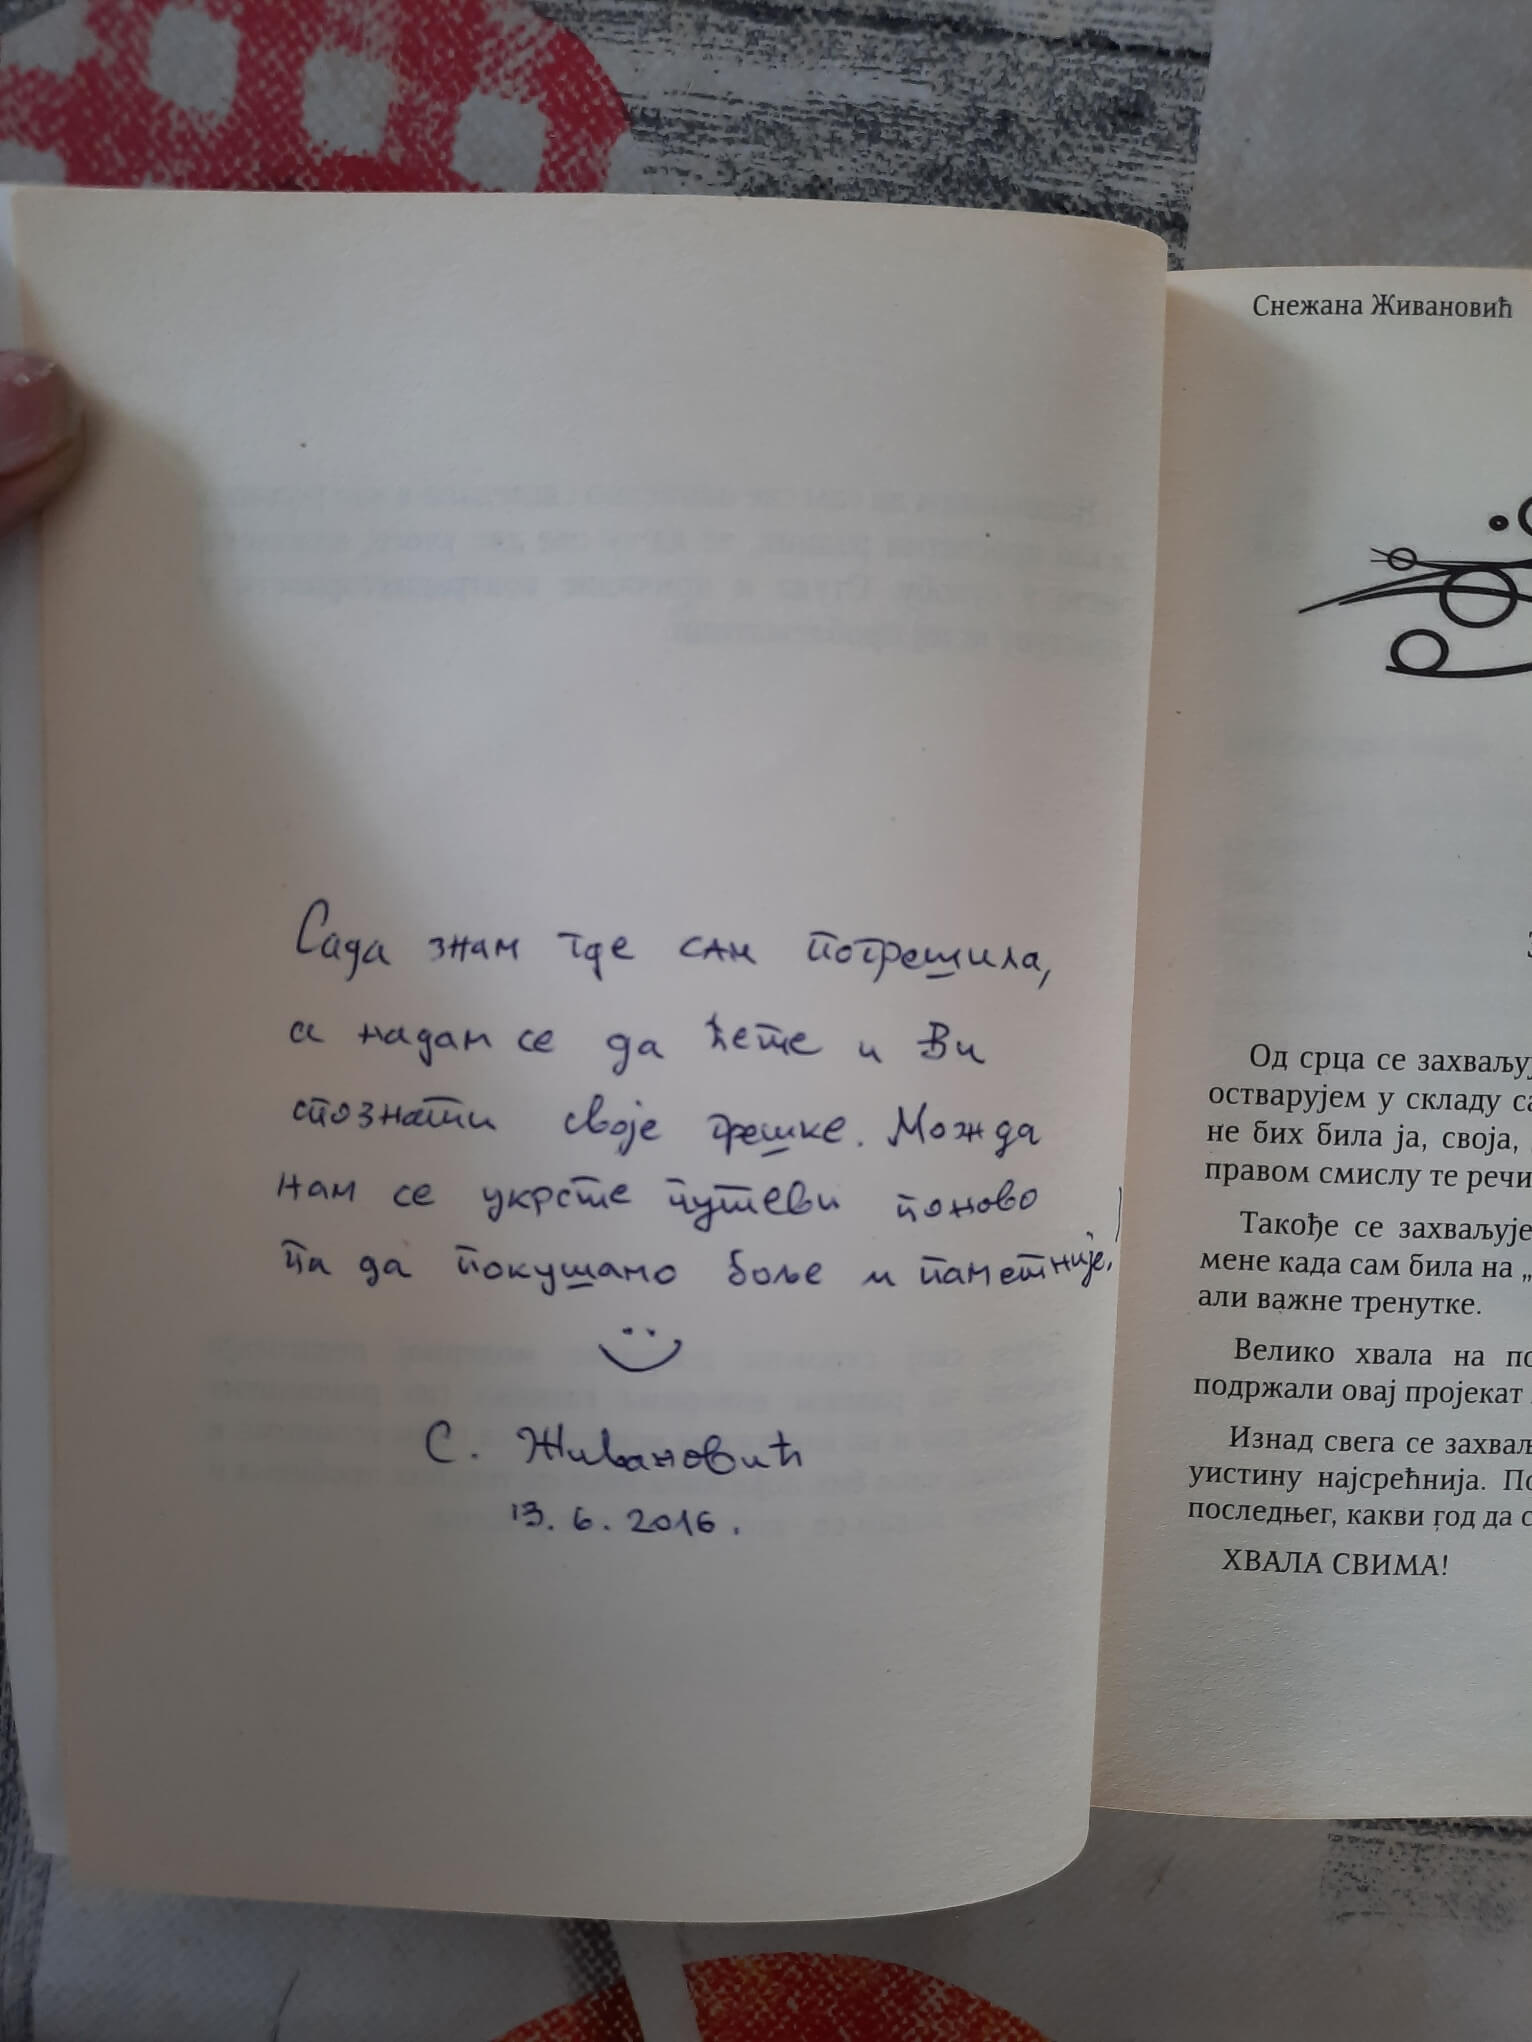 Сада знам где сам погрешила,
а надам се да ћете и Ви
спознати своје грешке. Можда
нам се укрсте путеви поново
па да покушамо боље и паметније!
С. Живановић
13. 6. 2016.
Снежана Живановић
Од срца се захваљуј
остварујем у складу са
не бих била ја, своја,
правом смислу те речи
Такође се захваљује
мене када сам била на „
али важне тренутке.
Велико хвала на по
подржали овај пројекат
Изнад свега се захваљ
уистину најсрећнија. По
последњег, какви год да с
ХВАЛА СВИМА!